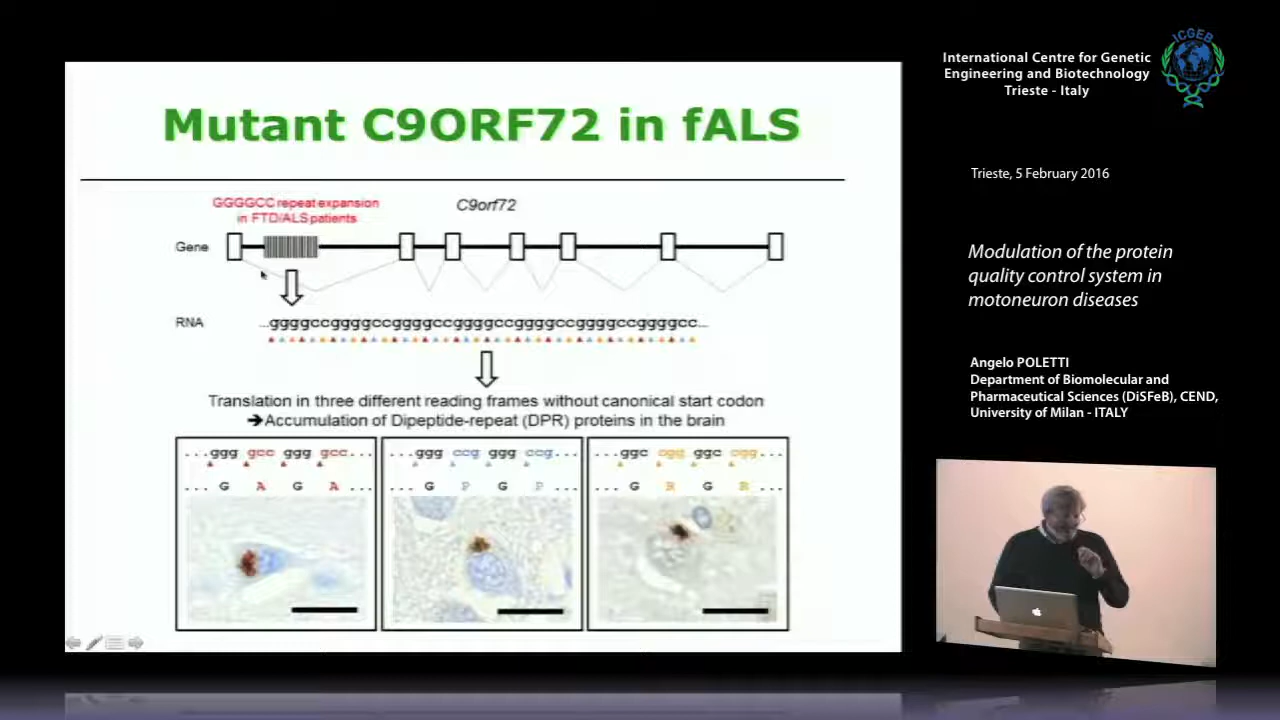 Mutant C9ORF72 in fALS
GGGGCC repeat expansion
in FTD/ALS patients
C9orf72
Gene
RNA
...ggggccggggccggggccggggccggggccggggccggggcc...
Translation in three different reading frames without canonical start codon
➔Accumulation of Dipeptide-repeat (DPR) proteins in the brain
...ggg gcc ggg gcc...
... G A G A ...
...ggg ccg ggg ccg...
... G P G P ...
...ggc cgg ggc cgg...
... G R G R ...
ICGEB
International Centre for Genetic
Engineering and Biotechnology
Trieste - Italy
Trieste, 5 February 2016
Modulation of the protein
quality control system in
motoneuron diseases
Angelo POLETTI
Department of Biomolecular and
Pharmaceutical Sciences (DiSFeB), CEND,
University of Milan - ITALY